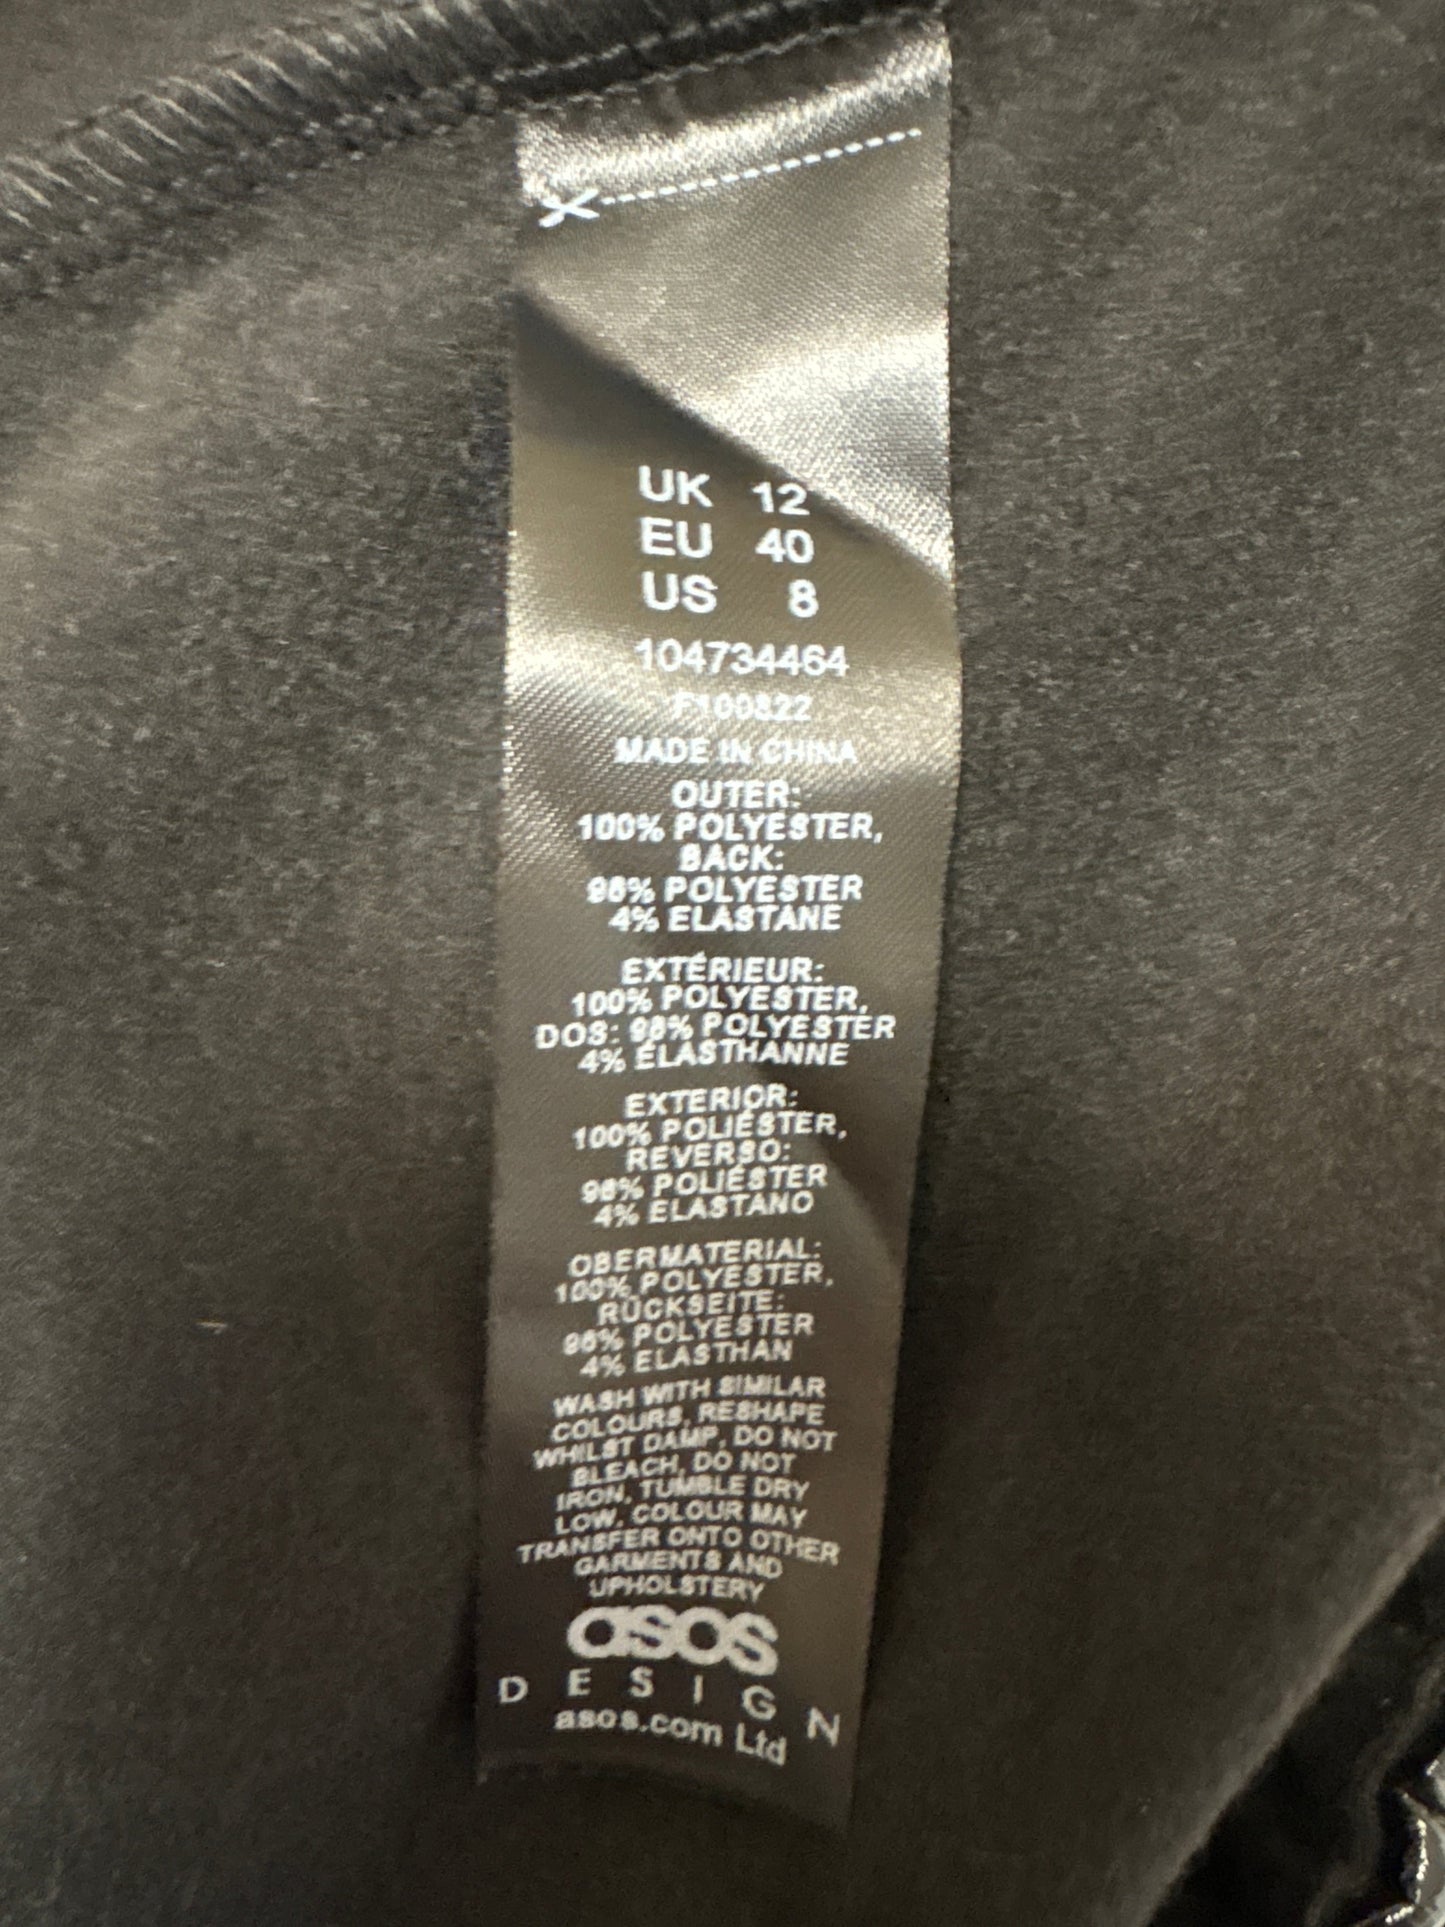 UK 12
EU 40
US 8
104734464
F100822
MADE IN CHINA
OUTER:
100% POLYESTER,
BACK:
96% POLYESTER
4% ELASTANE
EXTÉRIEUR:
100% POLYESTER,
DOS: 96% POLYESTER
4% ÉLASTHANNE
EXTERIOR:
100% POLIÉSTER,
REVERSO:
96% POLIÉSTER
4% ELASTANO
OBERMATERIAL:
100% POLYESTER,
RÜCKSEITE:
96% POLYESTER
4% ELASTHAN
WASH WITH SIMILAR
COLOURS, RESHAPE
WHILST DAMP, DO NOT
BLEACH, DO NOT
IRON, TUMBLE DRY
LOW, COLOUR MAY
TRANSFER ONTO OTHER
GARMENTS AND
UPHOLSTERY
asos
DESIGN
asos.com Ltd